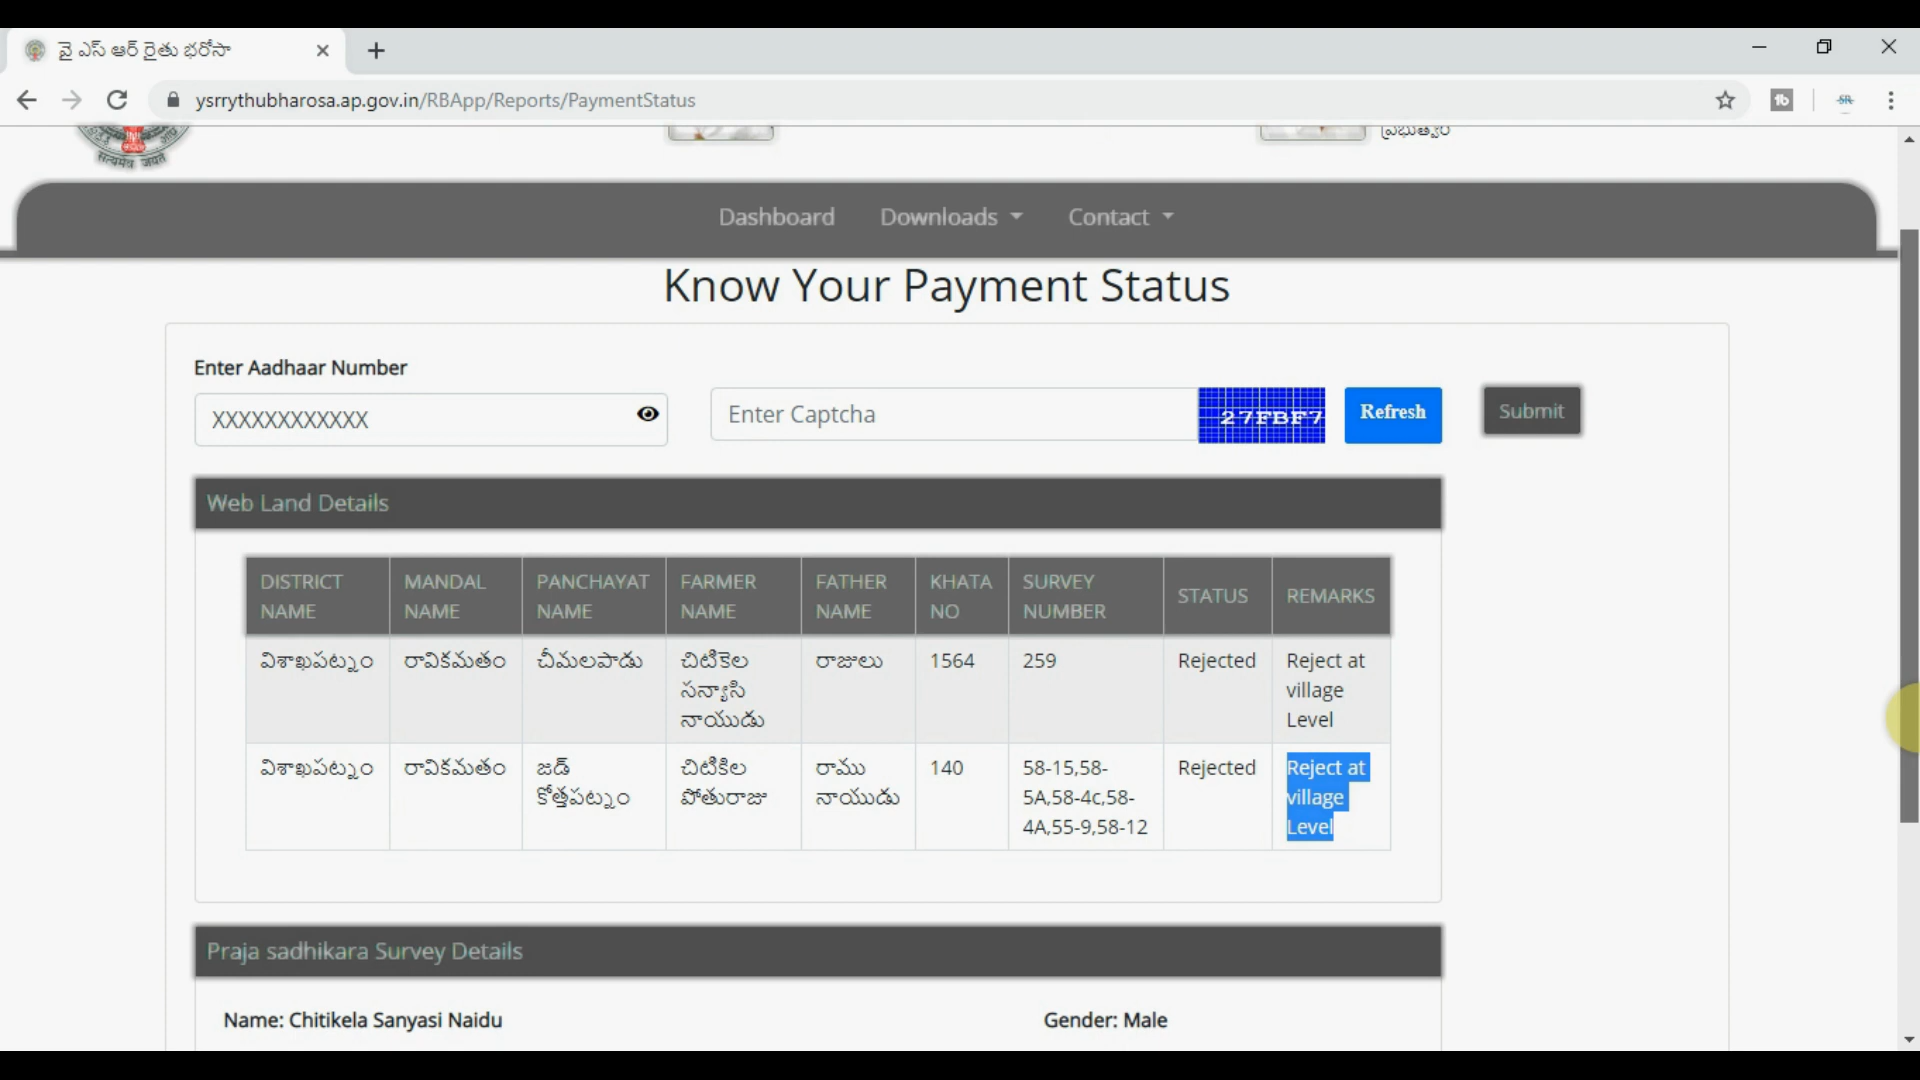 వై ఎస్ ఆర్ రైతు భరోసా
ysrrythubharosa.ap.gov.in/RBApp/Reports/PaymentStatus
सत्यमेव जयते
ప్రభుత్వం
Dashboard Downloads Contact
Know Your Payment Status
Enter Aadhaar Number
XXXXXXXXXXXX
Enter Captcha
27FBF7
Refresh
Submit
Web Land Details
DISTRICT NAME MANDAL NAME PANCHAYAT NAME FARMER NAME FATHER NAME KHATA NO SURVEY NUMBER STATUS REMARKS
విశాఖపట్నం రావికమతం చీమలపాడు చిటికెల సన్యాసి నాయుడు రాజులు 1564 259 Rejected Reject at village Level
విశాఖపట్నం రావికమతం జడ్ కోత్తపట్నం చిటికిల పోతురాజు రాము నాయుడు 140 58-15,58-5A,58-4c,58-4A,55-9,58-12 Rejected Reject at village Level
Praja sadhikara Survey Details
Name: Chitikela Sanyasi Naidu Gender: Male